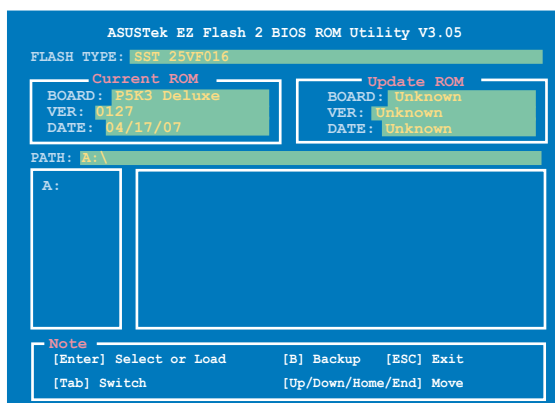 ASUSTek EZ Flash 2 BIOS ROM Utility V3.05
FLASH TYPE: SST 25VF016
Current ROM
BOARD: P5K3 Deluxe
VER: 0127
DATE: 04/17/07
Update ROM
BOARD: Unknown
VER: Unknown
DATE: Unknown
PATH: A:\
A:
Note
[Enter] Select or Load [B] Backup [ESC] Exit
[Tab] Switch [Up/Down/Home/End] Move